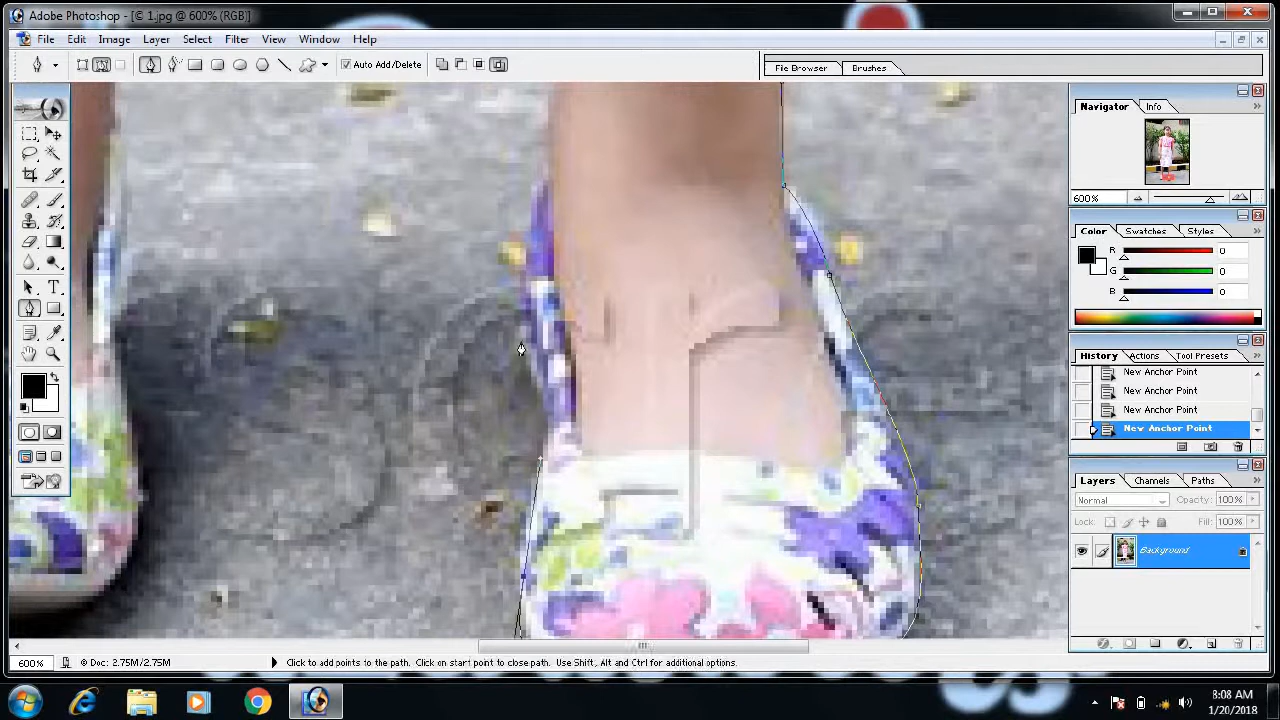 Adobe Photoshop - [© 1.jpg @ 600% (RGB)]
File Edit Image Layer Select Filter View Window Help
Auto Add/Delete
File Browser Brushes
Navigator Info
600%
Color Swatches Styles
R 0
G 0
B 0
History Actions Tool Presets
New Anchor Point
New Anchor Point
New Anchor Point
New Anchor Point
Layers Channels Paths
Normal Opacity: 100%
Lock: Fill: 100%
Background
600% Doc: 2.75M/2.75M Click to add points to the path. Click on start point to close path. Use Shift, Alt and Ctrl for additional options.
8:08 AM
1/20/2018